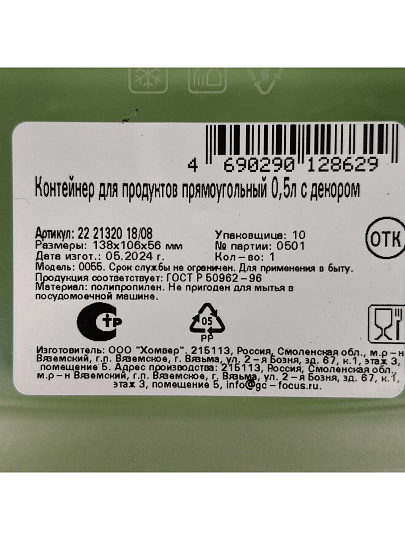 4 690290 128629
Контейнер для продуктов прямоугольный 0,5л с декором
Артикул: 22 21320 18/08
Размеры: 138х106х56 мм
Дата изгот.: 05.2024 г.
Упаковщица: 10
№ партии: 0501
Кол-во: 1
ОТК
Модель: 0055. Срок службы не ограничен. Для применения в быту.
Продукция соответствует: ГОСТ Р 50962-96
Материал: полипропилен. Не пригоден для мытья в
посудомоечной машине.
СТР
05
PP
Изготовитель: ООО "Хомвер", 215113, Россия, Смоленская обл., м.р-н
Вяземский, г.п. Вяземское, г. Вязьма, ул. 2-я Бозня, зд. 67, к.1,
этаж 3,
помещение 5. Адрес производства: 215113, Россия, Смоленская обл.,
м.р-н Вяземский, г.п. Вяземское, г. Вязьма, ул. 2-я Бозня, зд. 67, к.1,
этаж 3, помещение 5, info@gc-focus.ru